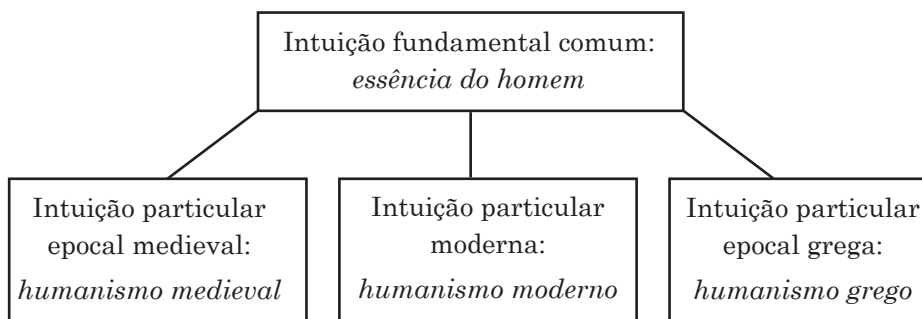 Intuição fundamental comum:
essência do homem
Intuição particular
epocal medieval:
humanismo medieval
Intuição particular
moderna:
humanismo moderno
Intuição particular
epocal grega:
humanismo grego